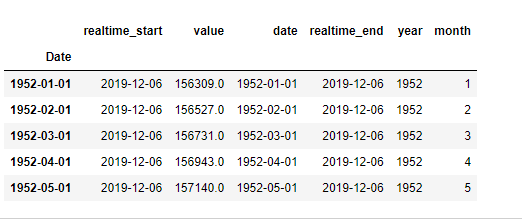 realtime_start value date realtime_end year month
Date
1952-01-01 2019-12-06 156309.0 1952-01-01 2019-12-06 1952 1
1952-02-01 2019-12-06 156527.0 1952-02-01 2019-12-06 1952 2
1952-03-01 2019-12-06 156731.0 1952-03-01 2019-12-06 1952 3
1952-04-01 2019-12-06 156943.0 1952-04-01 2019-12-06 1952 4
1952-05-01 2019-12-06 157140.0 1952-05-01 2019-12-06 1952 5